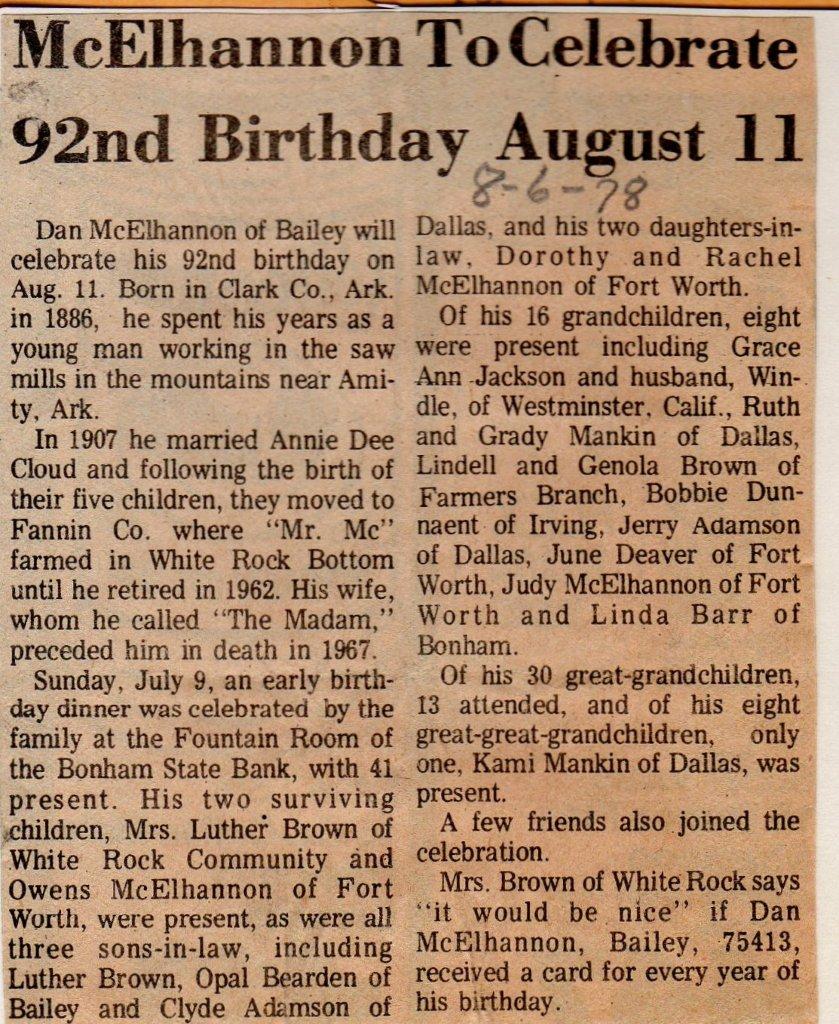 McElhannon To Celebrate
92nd Birthday August 11
8-6-78
Dan McElhannon of Bailey will
celebrate his 92nd birthday on
Aug. 11. Born in Clark Co., Ark.
in 1886, he spent his years as a
young man working in the saw
mills in the mountains near Ami-
ty, Ark.
In 1907 he married Annie Dee
Cloud and following the birth of
their five children, they moved to
Fannin Co. where "Mr. Mc"
farmed in White Rock Bottom
until he retired in 1962. His wife,
whom he called "The Madam,"
preceded him in death in 1967.
Sunday, July 9, an early birth-
day dinner was celebrated by the
family at the Fountain Room of
the Bonham State Bank, with 41
present. His two surviving
children, Mrs. Luther Brown of
White Rock Community and
Owens McElhannon of Fort
Worth, were present, as were all
three sons-in-law, including
Luther Brown, Opal Bearden of
Bailey and Clyde Adamson of
Dallas, and his two daughters-in-
law, Dorothy and Rachel
McElhannon of Fort Worth.
Of his 16 grandchildren, eight
were present including Grace
Ann Jackson and husband, Win-
dle, of Westminster, Calif., Ruth
and Grady Mankin of Dallas,
Lindell and Genola Brown of
Farmers Branch, Bobbie Dun-
naent of Irving, Jerry Adamson
of Dallas, June Deaver of Fort
Worth, Judy McElhannon of Fort
Worth and Linda Barr of
Bonham.
Of his 30 great-grandchildren,
13 attended, and of his eight
great-great-grandchildren, only
one, Kami Mankin of Dallas, was
present.
A few friends also joined the
celebration.
Mrs. Brown of White Rock says
"it would be nice" if Dan
McElhannon, Bailey, 75413,
received a card for every year of
his birthday.